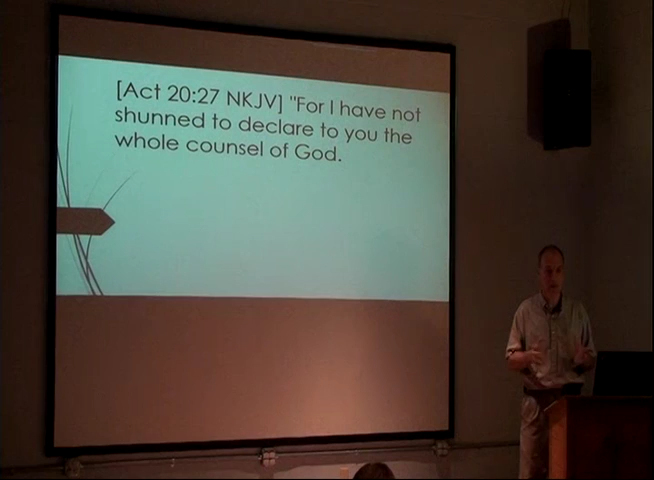 [Act 20:27 NKJV] "For I have not
shunned to declare to you the
whole counsel of God.